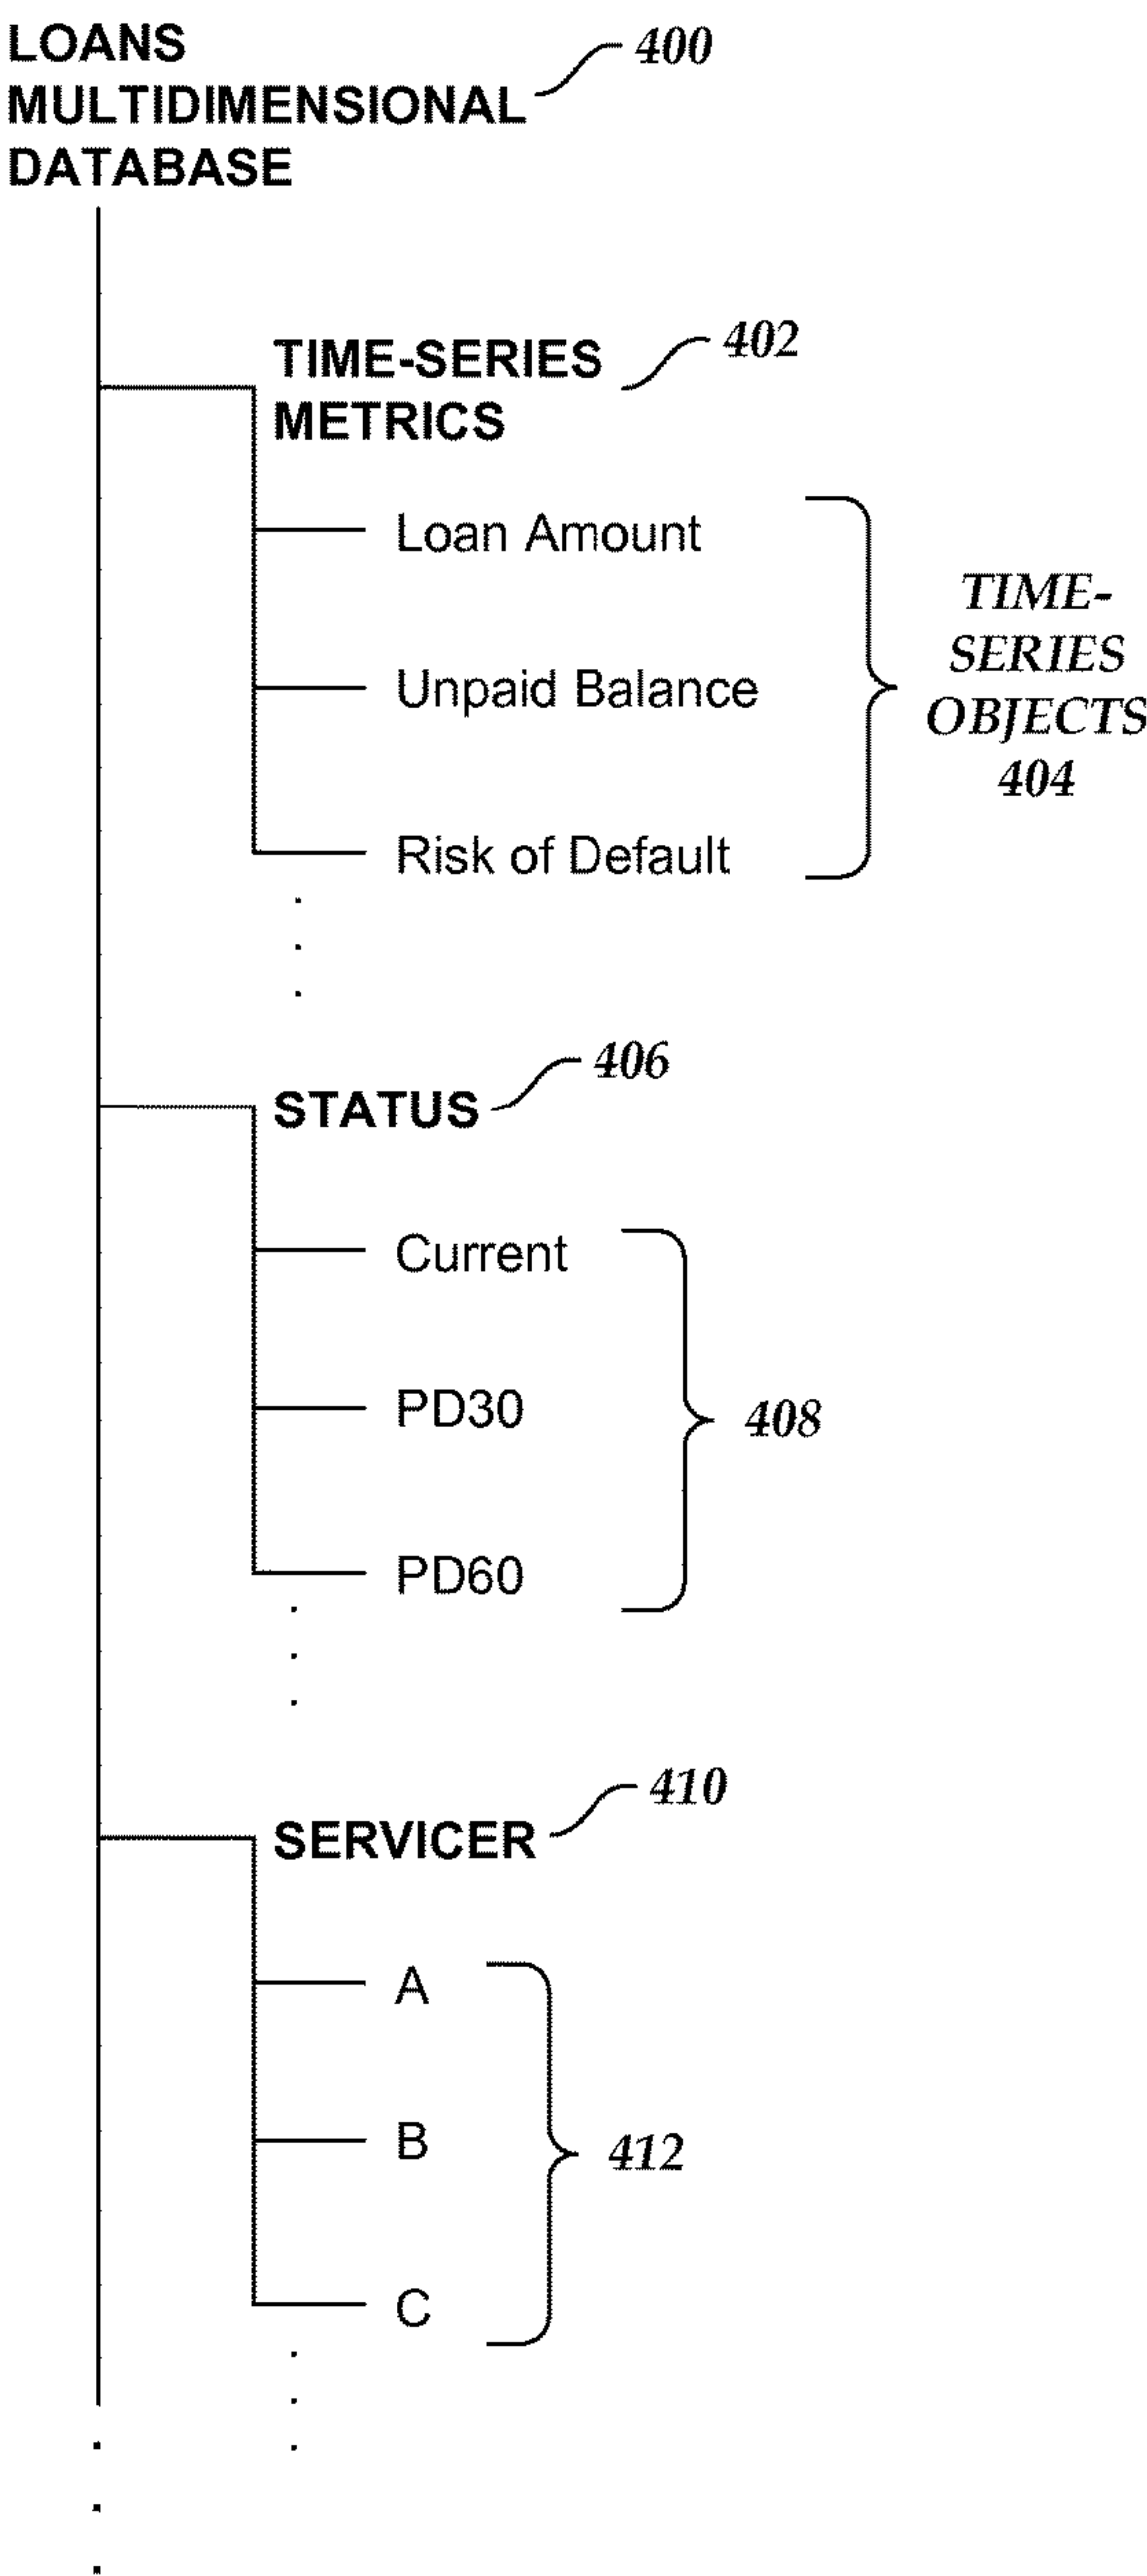 LOANS
MULTIDIMENSIONAL
DATABASE
400
TIME-SERIES
METRICS
402
Loan Amount
Unpaid Balance
Risk of Default
TIME-
SERIES
OBJECTS
404
STATUS
406
Current
PD30
PD60
408
SERVICER
410
A
B
C
412